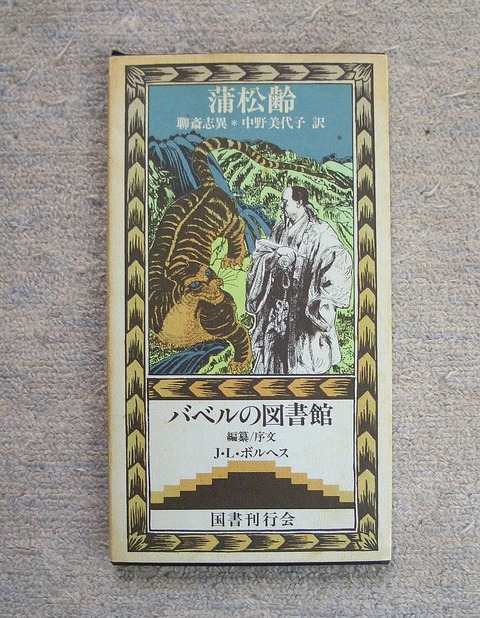 蒲松齢
聊斎志異*中野美代子 訳
バベルの図書館
編纂/序文
J・L・ボルヘス
国書刊行会